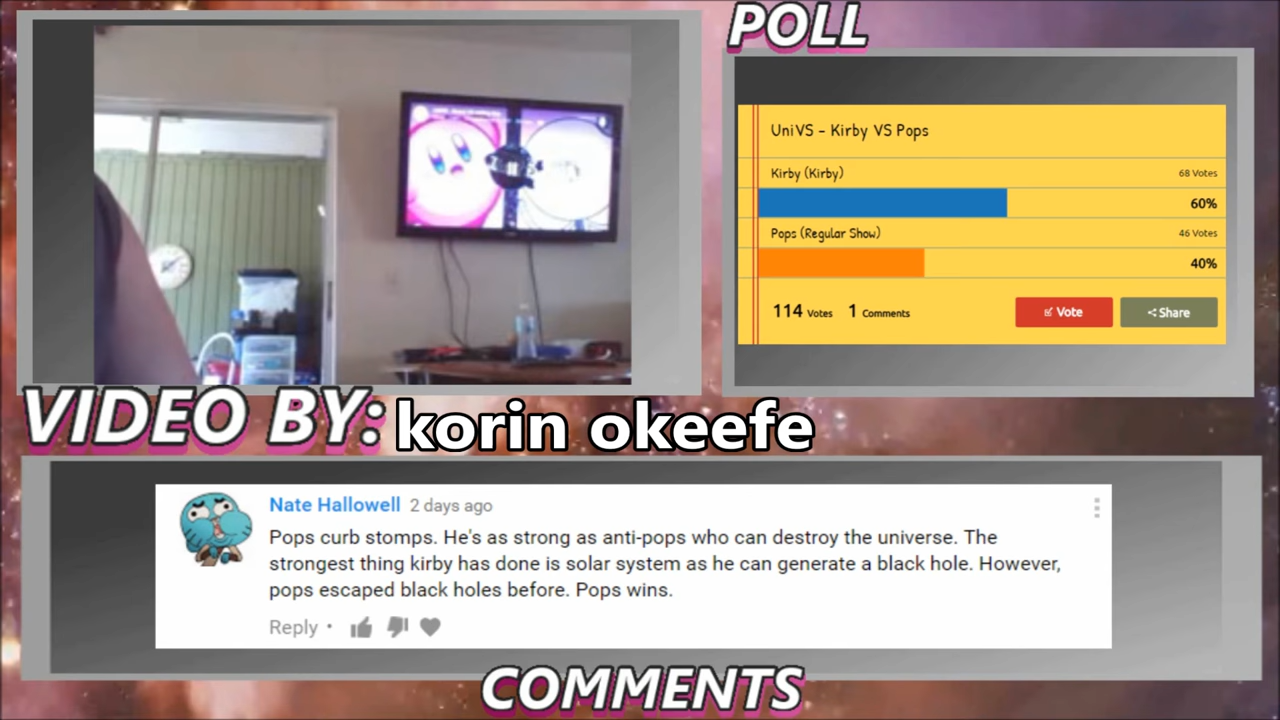 POLL
UniVS - Kirby VS Pops
Kirby (Kirby)
68 Votes
60%
Pops (Regular Show)
46 Votes
40%
114 Votes 1 Comments
Vote
Share
VIDEO BY: korin okeefe
Nate Hallowell 2 days ago
Pops curb stomps. He's as strong as anti-pops who can destroy the universe. The
strongest thing kirby has done is solar system as he can generate a black hole. However,
pops escaped black holes before. Pops wins.
Reply •
COMMENTS